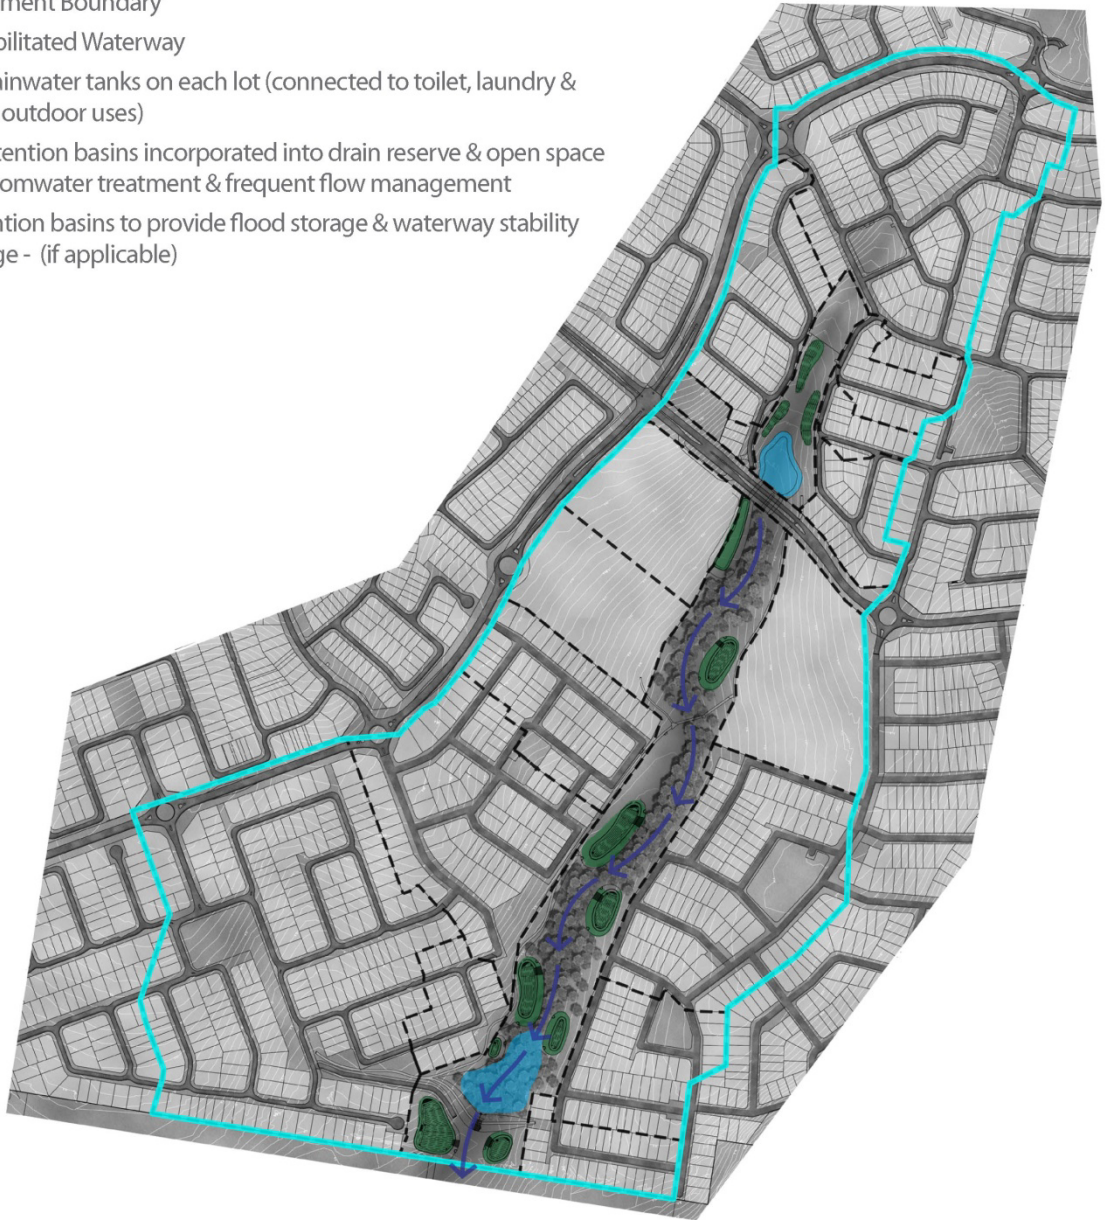 ment Boundary
bilitated Waterway
ainwater tanks on each lot (connected to toilet, laundry &
outdoor uses)
tention basins incorporated into drain reserve & open space
omwater treatment & frequent flow management
ntion basins to provide flood storage & waterway stability
ge - (if applicable)